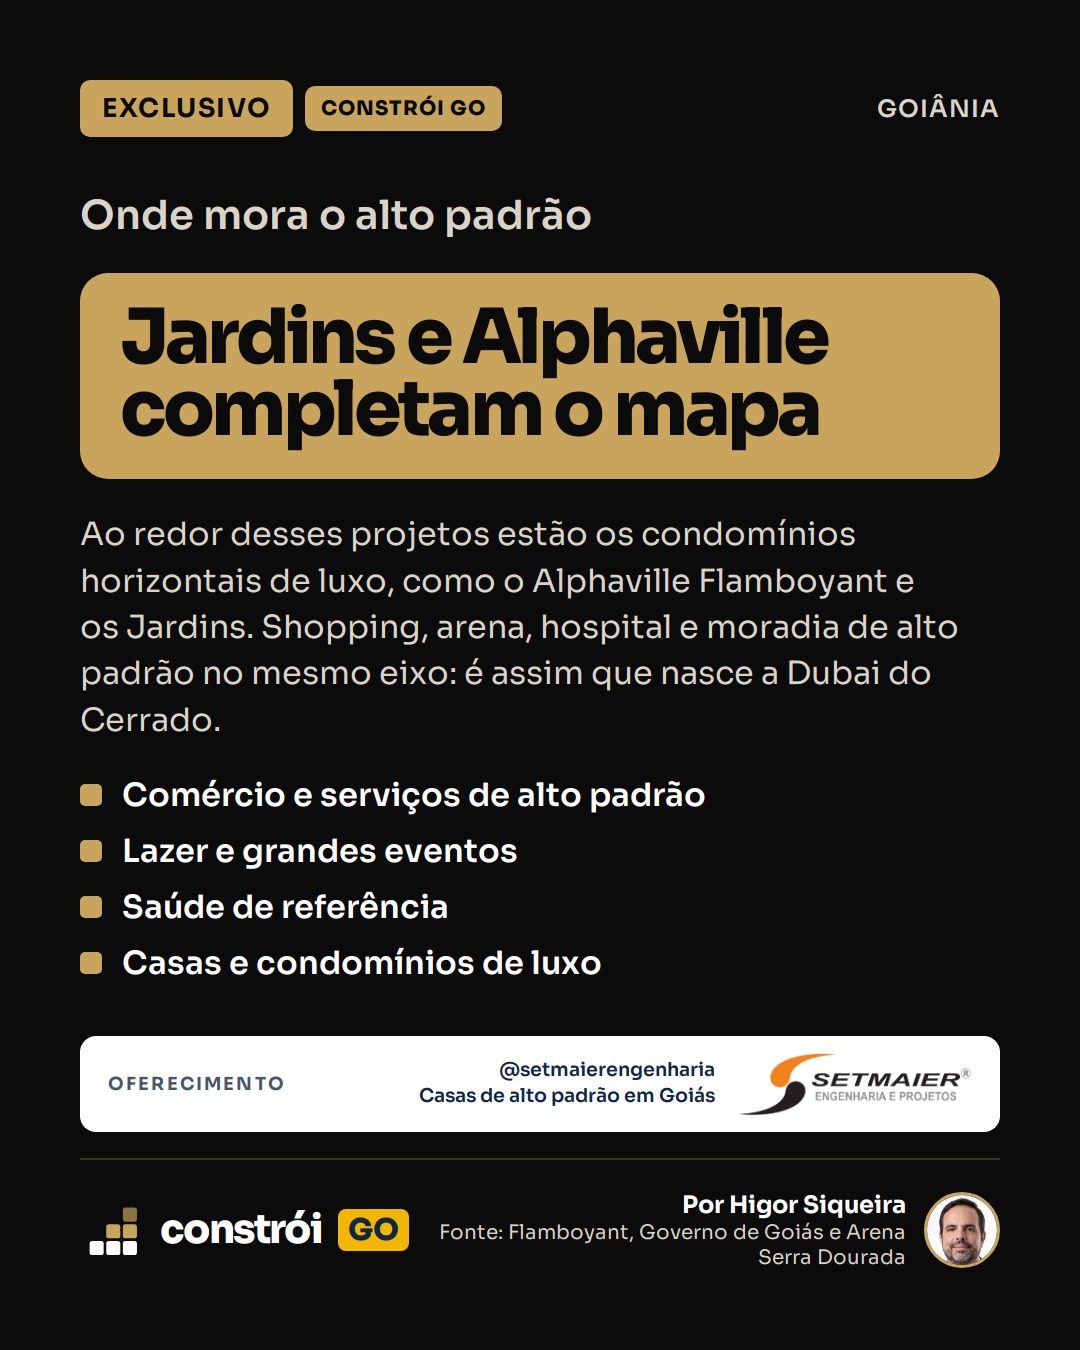 EXCLUSIVO
CONSTRÓI GO
GOIÂNIA
Onde mora o alto padrão
Jardins e Alphaville
completam o mapa
Ao redor desses projetos estão os condomínios
horizontais de luxo, como o Alphaville Flamboyant e
os Jardins. Shopping, arena, hospital e moradia de alto
padrão no mesmo eixo: é assim que nasce a Dubai do
Cerrado.
Comércio e serviços de alto padrão
Lazer e grandes eventos
Saúde de referência
Casas e condomínios de luxo
OFERECIMENTO
@setmaierengenharia
Casas de alto padrão em Goiás
SETMAIER®
ENGENHARIA E PROJETOS
constrói GO
Por Higor Siqueira
Fonte: Flamboyant, Governo de Goiás e Arena
Serra Dourada